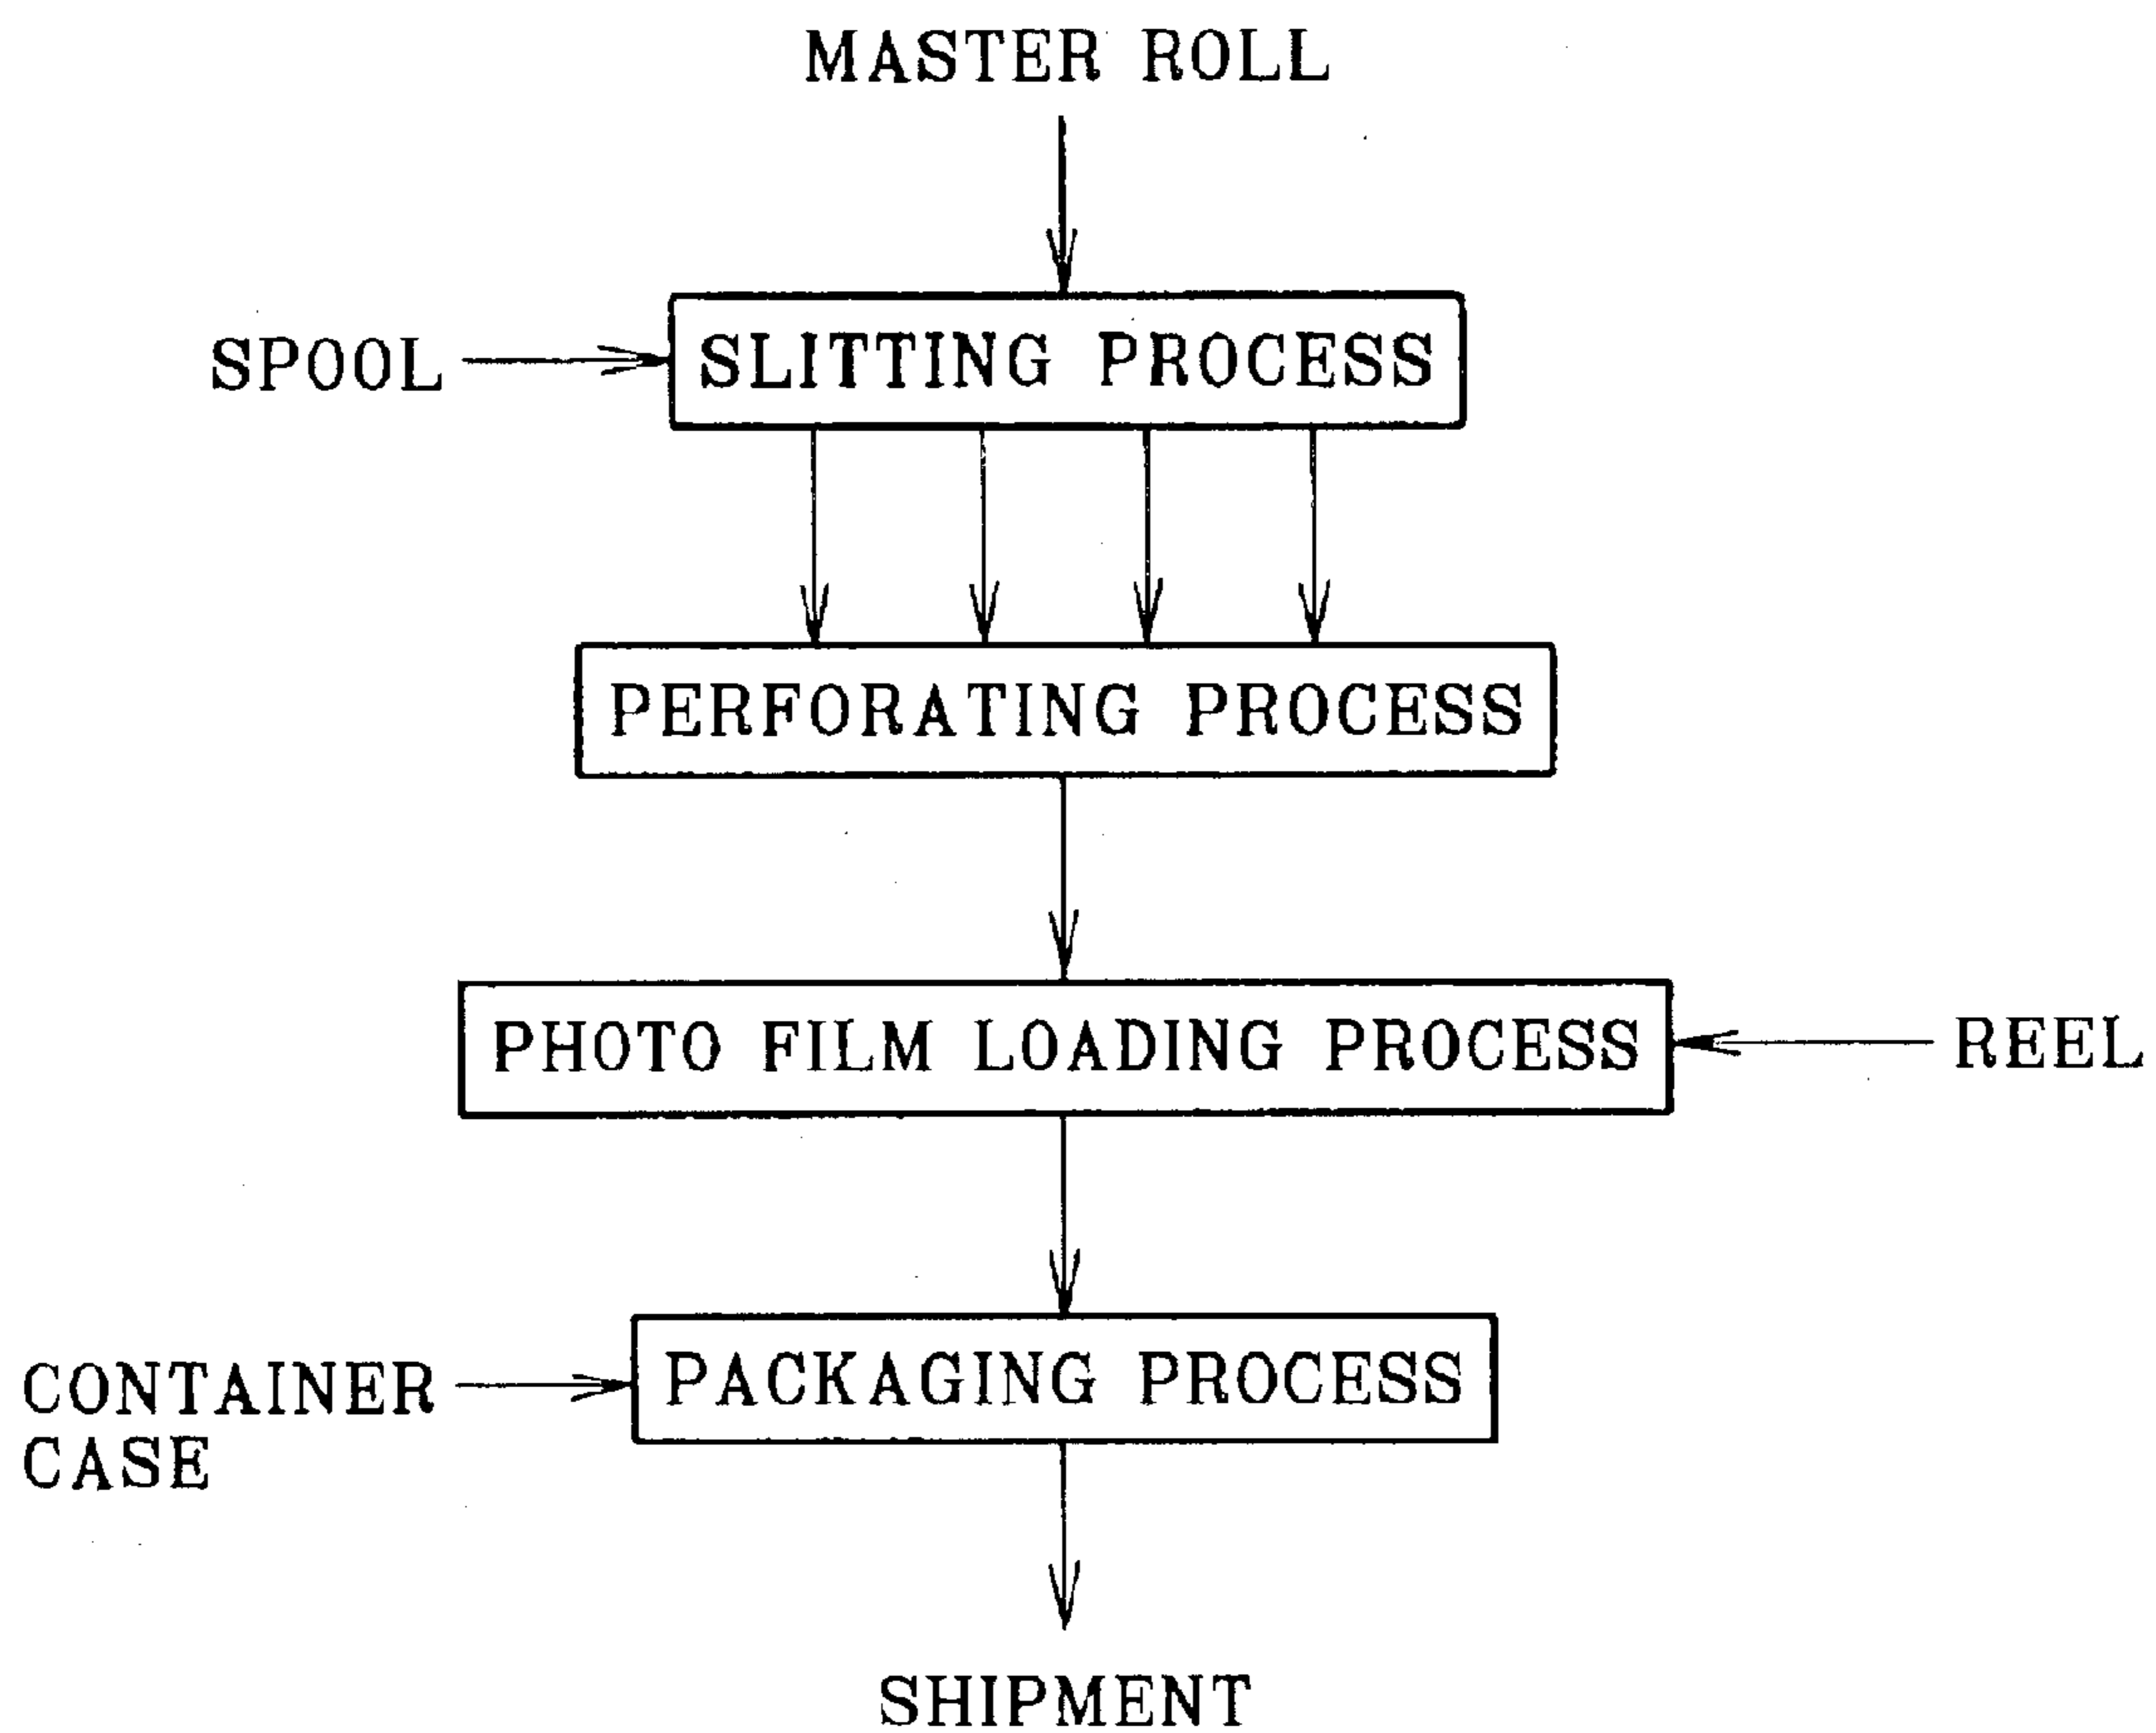 MASTER ROLL
SPOOL
SLITTING PROCESS
PERFORATING PROCESS
PHOTO FILM LOADING PROCESS
REEL
CONTAINER
CASE
PACKAGING PROCESS
SHIPMENT